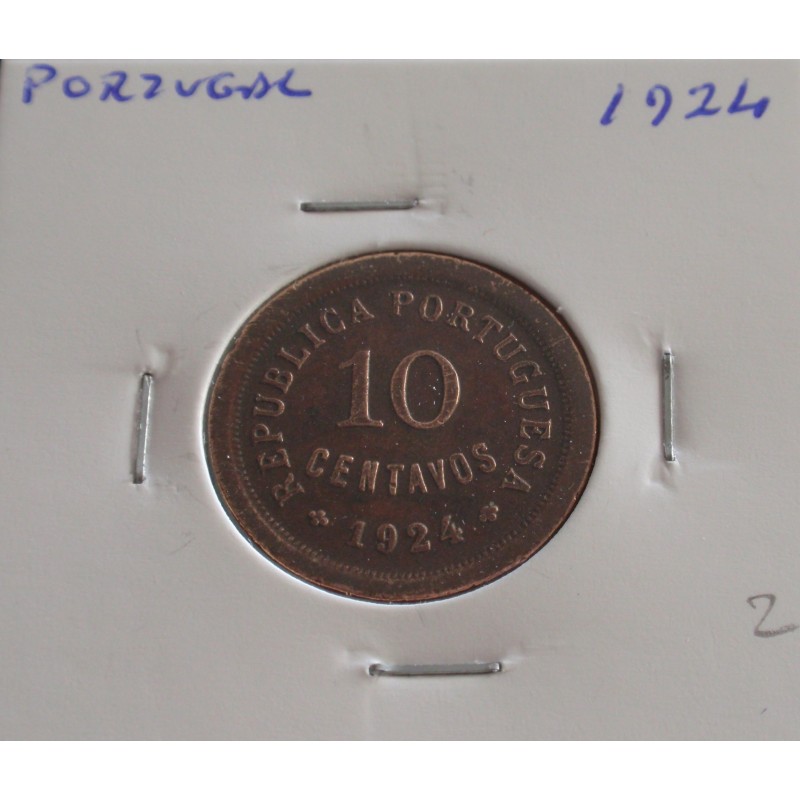 PORTUGAL 1924
REPUBLICA PORTUGUESA
10
CENTAVOS
1924
2